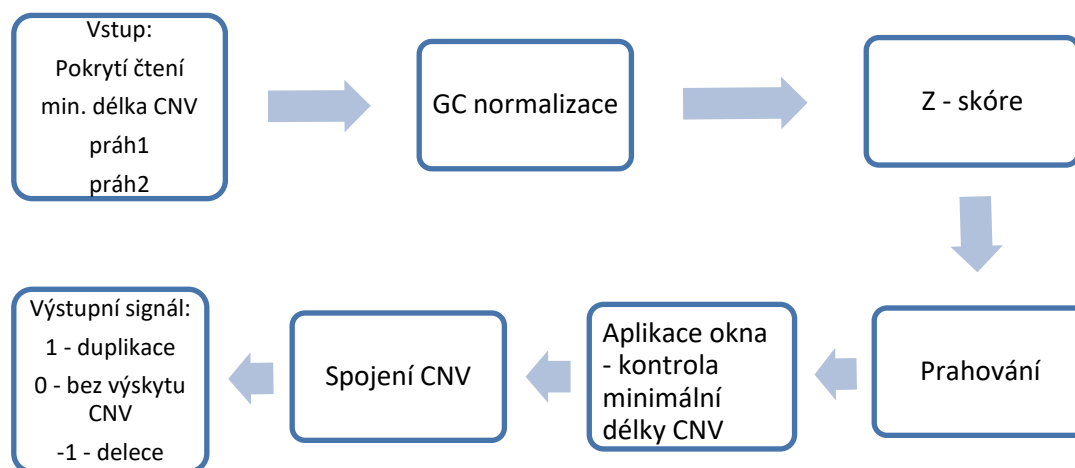 Vstup:
Pokrytí čtení
min. délka CNV
práh1
práh2
GC normalizace
Z - skóre
Prahování
Aplikace okna
- kontrola
minimální
délky CNV
Spojení CNV
Výstupní signál:
1 - duplikace
0 - bez výskytu
CNV
-1 - delece